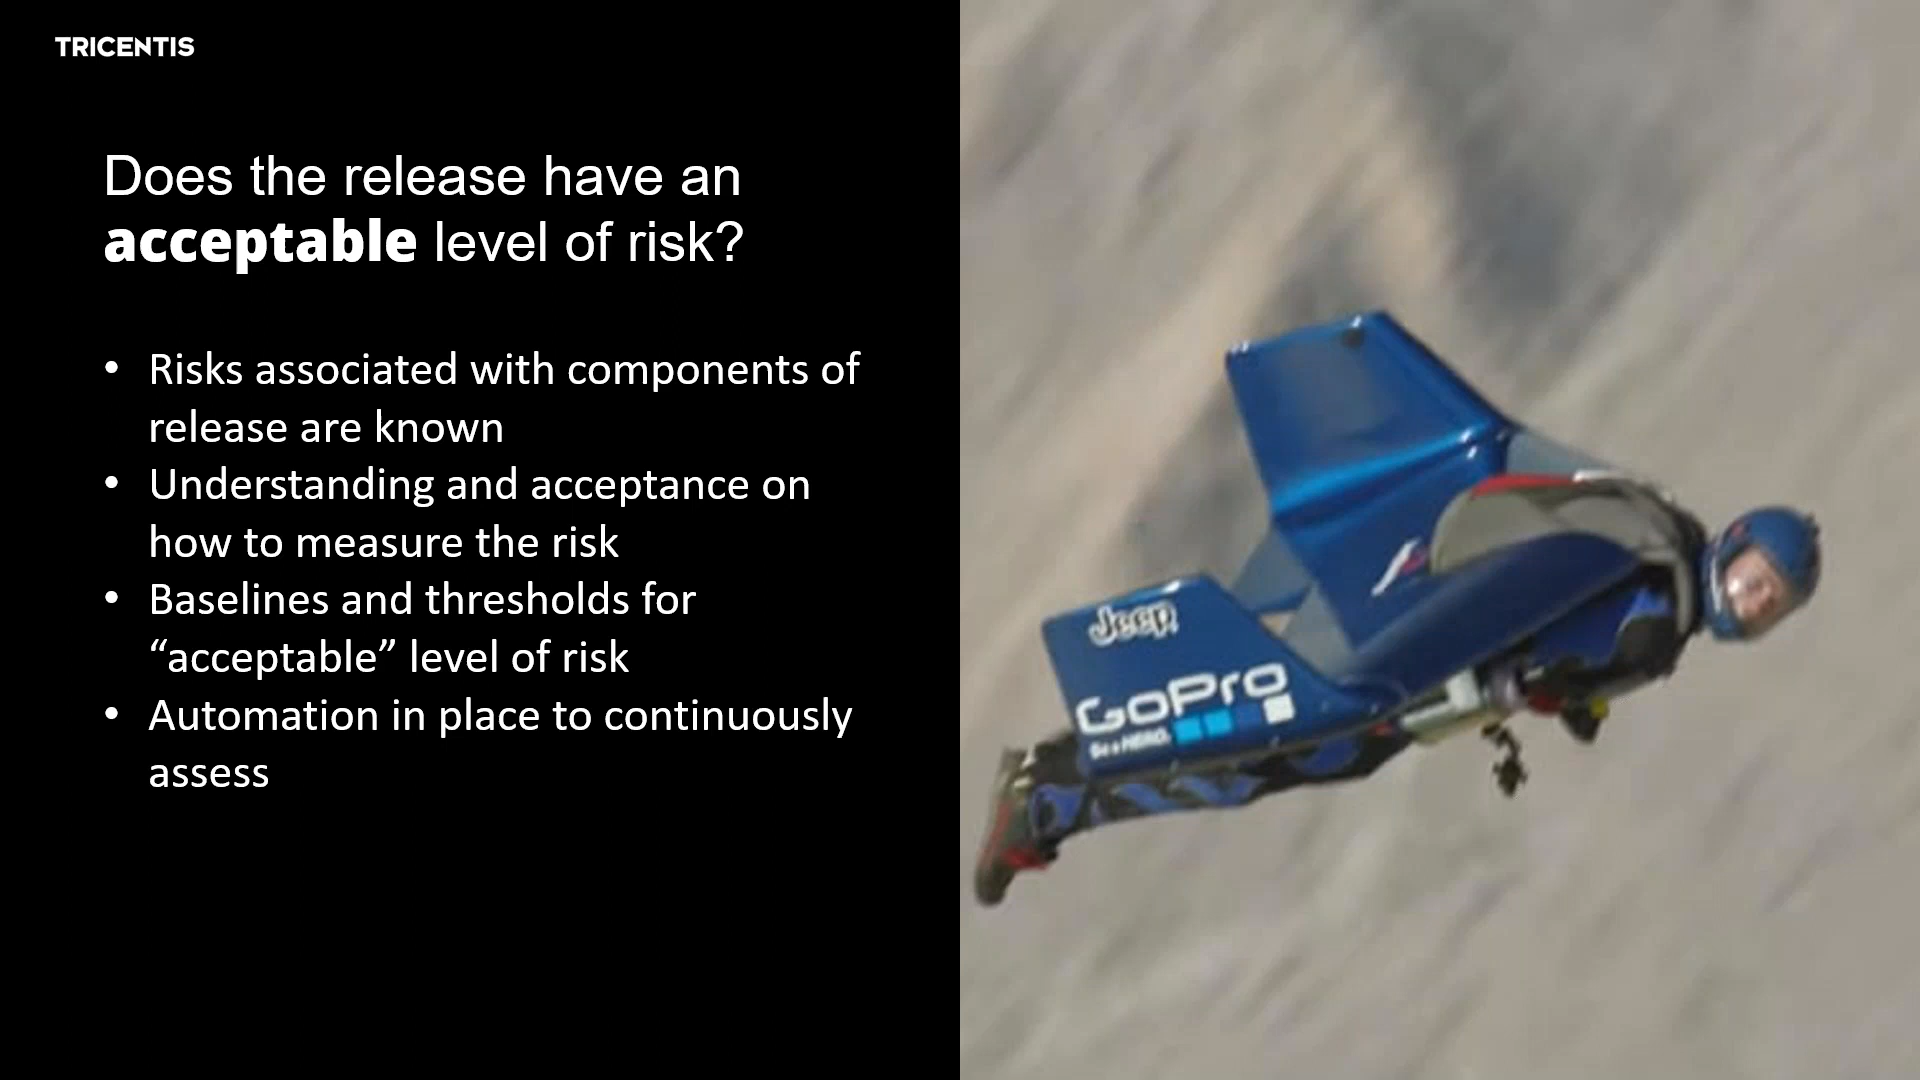 TRICENTIS
Does the release have an
acceptable level of risk?
• Risks associated with components of
release are known
• Understanding and acceptance on
how to measure the risk
• Baselines and thresholds for
“acceptable” level of risk
• Automation in place to continuously
assess
Jeep
GoPro
Be a HERO.